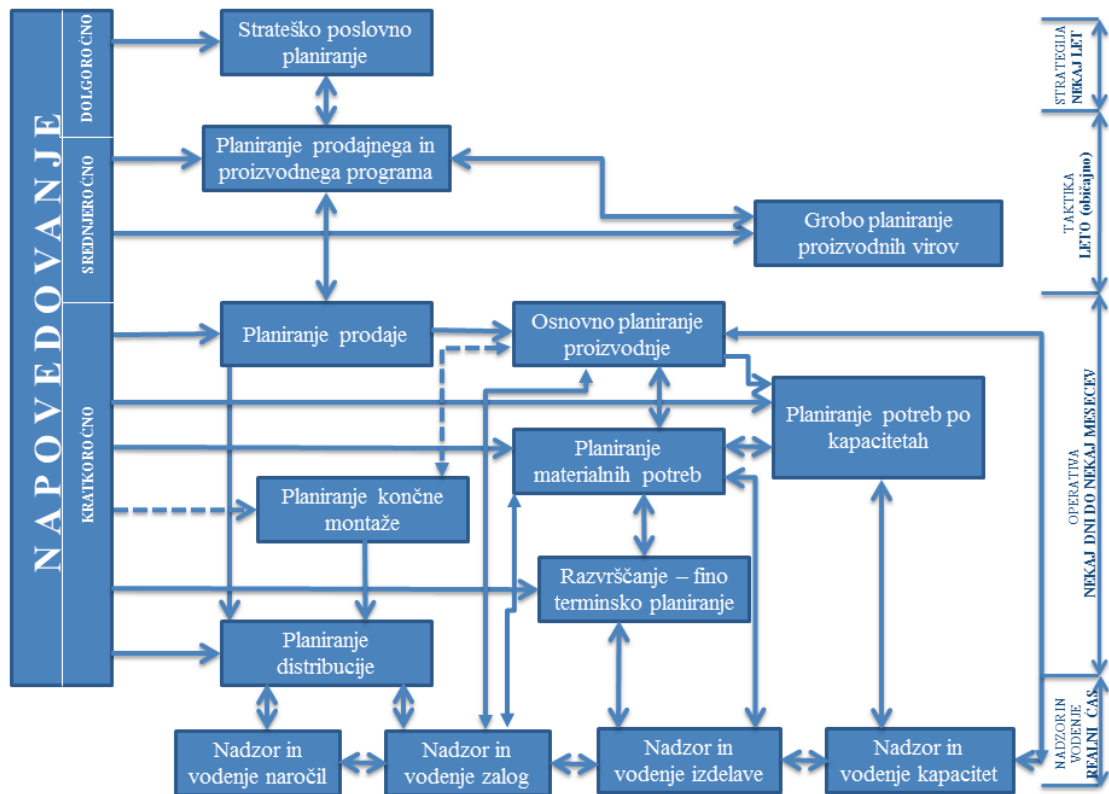 NAPOVEDOVANJE
DOLGOROČNO
SREDNJEROČNO
KRATKOROČNO
Strateško poslovno
planiranje
Planiranje prodajnega in
proizvodnega programa
Grobo planiranje
proizvodnih virov
Planiranje prodaje
Osnovno planiranje
proizvodnje
Planiranje potreb po
kapacitetah
Planiranje
materialnih potreb
Planiranje končne
montaže
Razvrščanje – fino
terminsko planiranje
Planiranje
distribucije
Nadzor in
vodenje naročil
Nadzor in
vodenje zalog
Nadzor in
vodenje izdelave
Nadzor in
vodenje kapacitet
STRATEGIJA
NEKAJ LET
TAKTIKA
LETO (običajno)
OPERATIVA
NEKAJ DNI DO NEKAJ MESECEV
NADZOR IN
VODENJE
REALNI ČAS